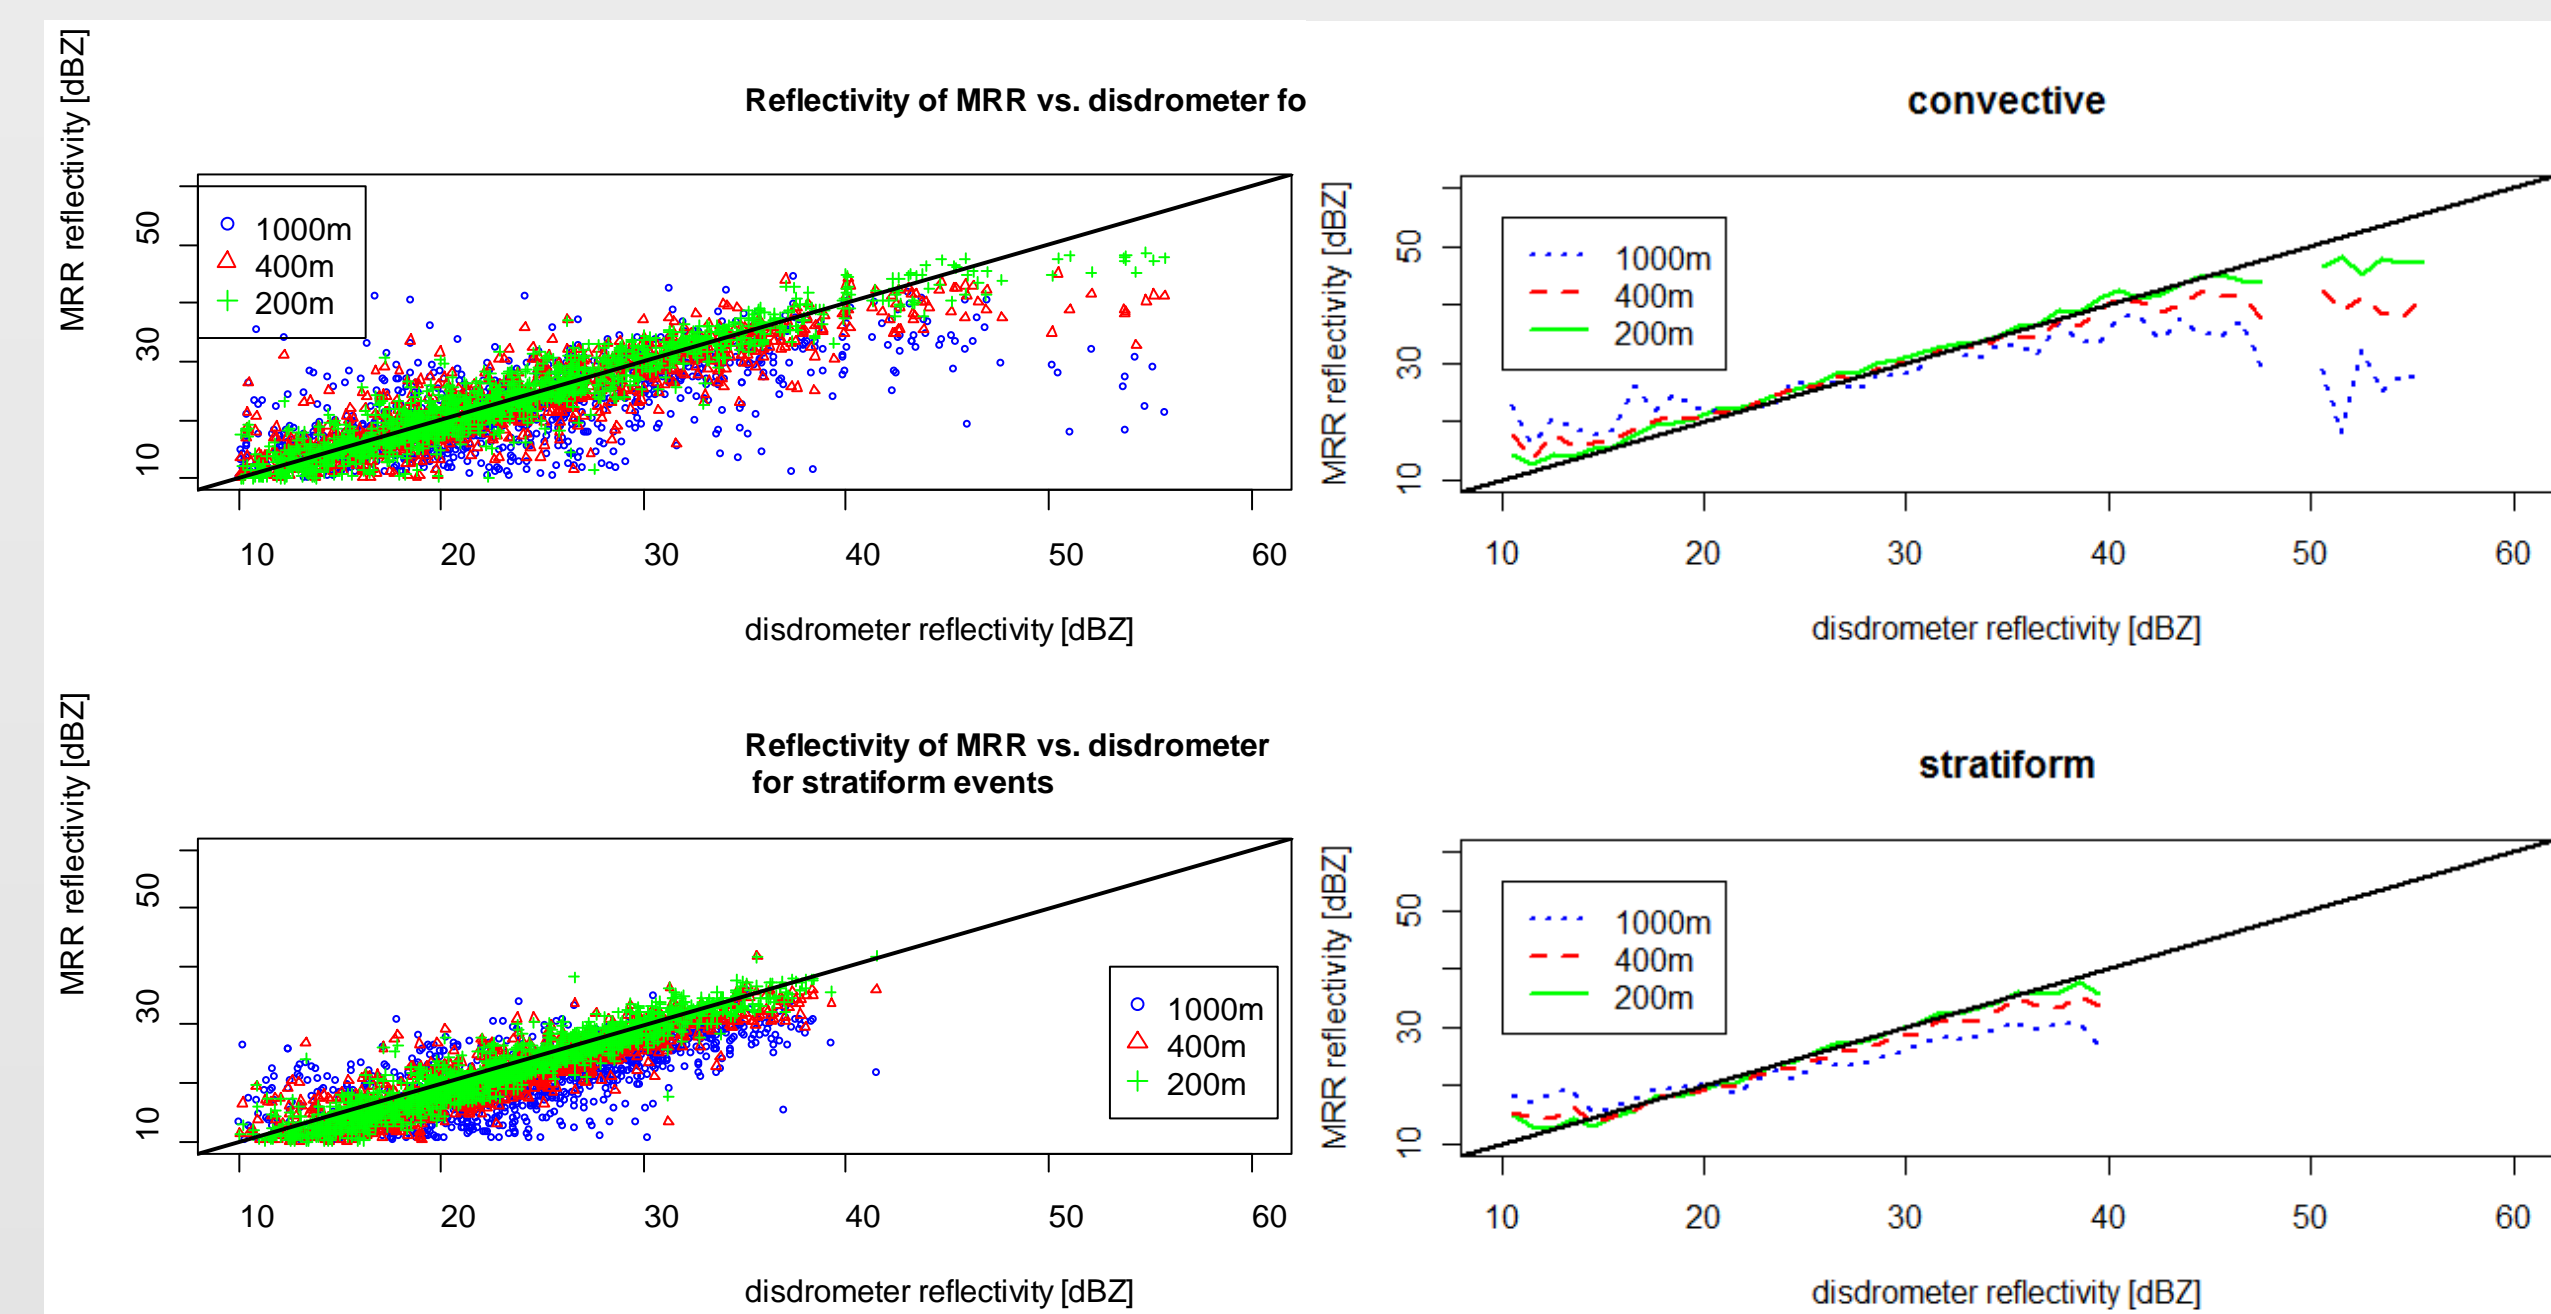 Reflectivity of MRR vs. disdrometer fo
MRR reflectivity [dBZ]
50
30
10
1000m
400m
200m
10 20 30 40 50 60
disdrometer reflectivity [dBZ]
convective
MRR reflectivity [dBZ]
50
30
10
1000m
400m
200m
10 20 30 40 50 60
disdrometer reflectivity [dBZ]
Reflectivity of MRR vs. disdrometer
for stratiform events
MRR reflectivity [dBZ]
50
30
10
1000m
400m
200m
10 20 30 40 50 60
disdrometer reflectivity [dBZ]
stratiform
MRR reflectivity [dBZ]
50
30
10
1000m
400m
200m
10 20 30 40 50 60
disdrometer reflectivity [dBZ]